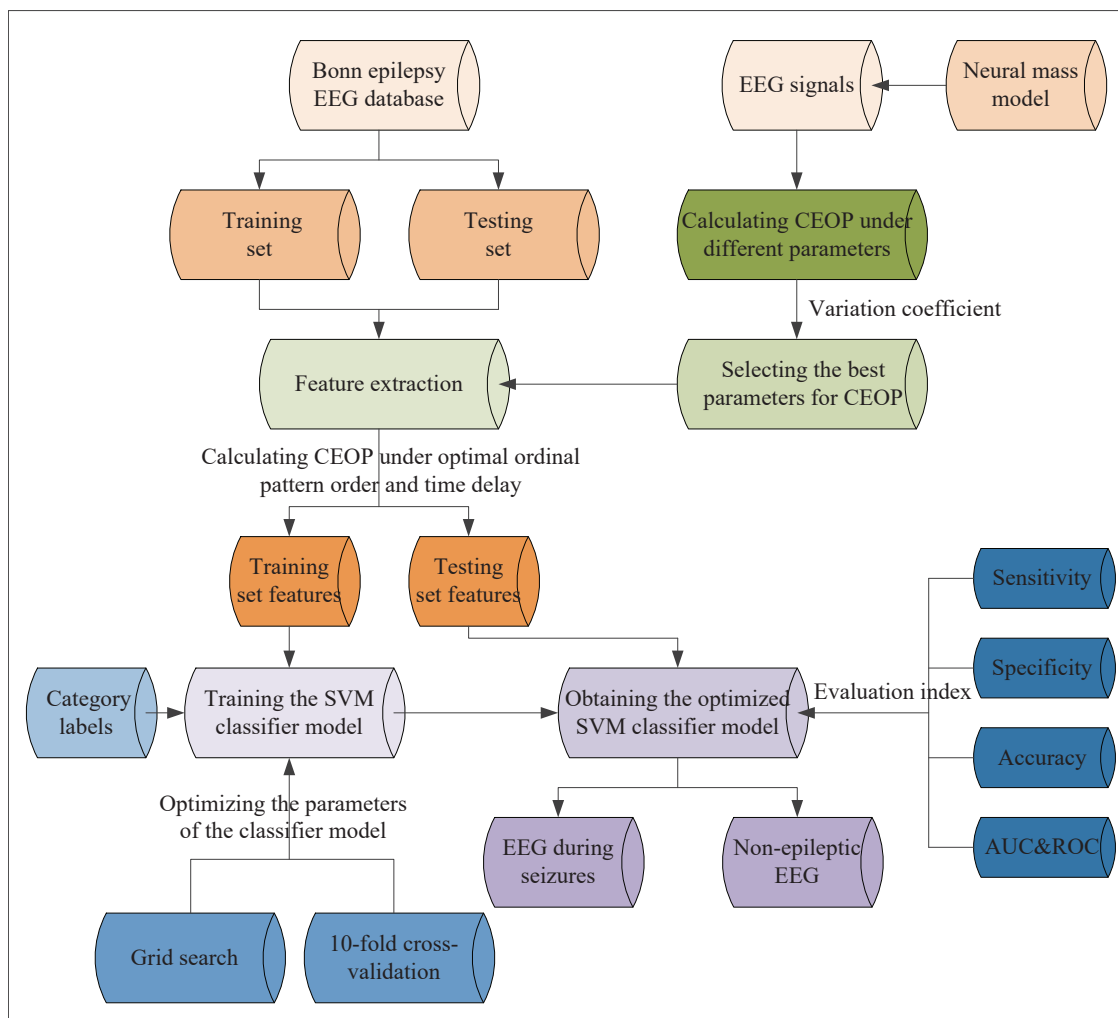 Bonn epilepsy
EEG database
EEG signals
Neural mass
model
Training
set
Testing
set
Calculating CEOP under
different parameters
Variation coefficient
Feature extraction
Selecting the best
parameters for CEOP
Calculating CEOP under optimal ordinal
pattern order and time delay
Training
set features
Testing
set features
Sensitivity
Category
labels
Training the SVM
classifier model
Obtaining the optimized
SVM classifier model
Evaluation index
Specificity
Accuracy
Optimizing the parameters
of the classifier model
EEG during
seizures
Non-epileptic
EEG
AUC&ROC
Grid search
10-fold cross-
validation